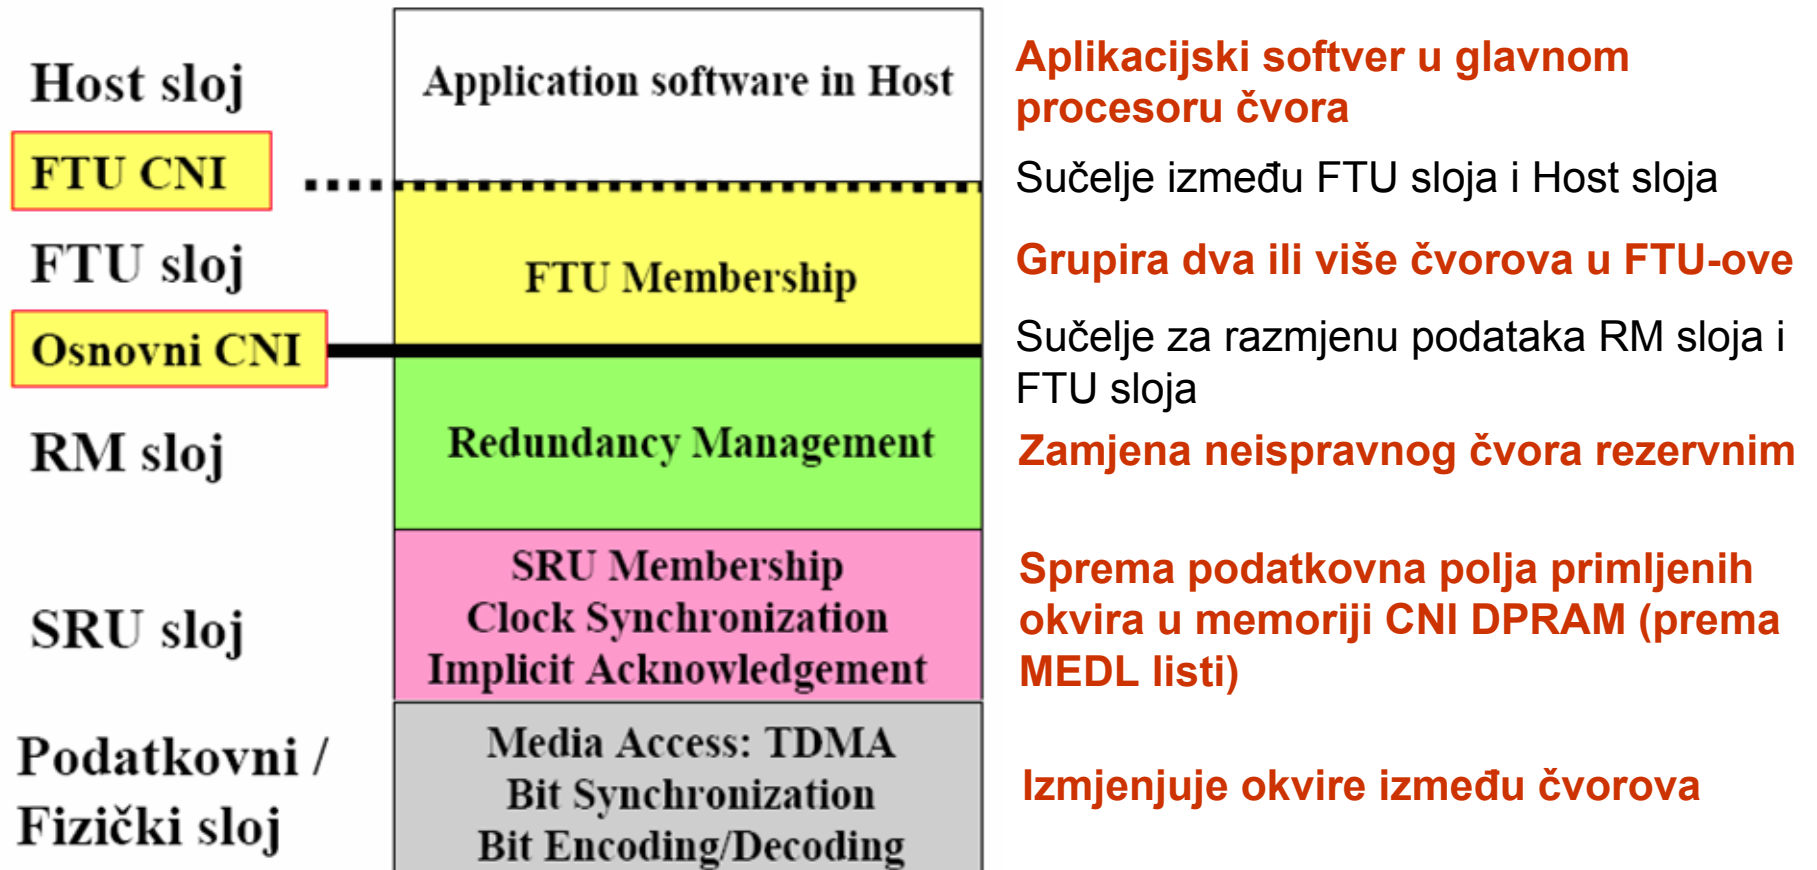 Host sloj
Application software in Host
Aplikacijski softver u glavnom
procesoru čvora
FTU CNI
Sučelje između FTU sloja i Host sloja
FTU sloj
FTU Membership
Grupira dva ili više čvorova u FTU-ove
Osnovni CNI
Sučelje za razmjenu podataka RM sloja i
FTU sloja
RM sloj
Redundancy Management
Zamjena neispravnog čvora rezervnim
SRU sloj
SRU Membership
Clock Synchronization
Implicit Acknowledgement
Sprema podatkovna polja primljenih
okvira u memoriji CNI DPRAM (prema
MEDL listi)
Podatkovni /
Fizički sloj
Media Access: TDMA
Bit Synchronization
Bit Encoding/Decoding
Izmjenjuje okvire između čvorova